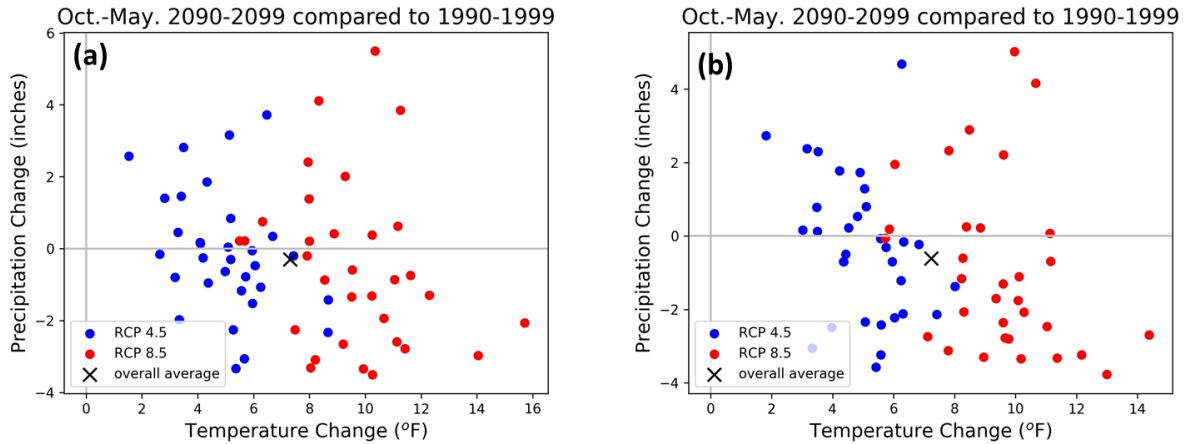 Oct.-May. 2090-2099 compared to 1990-1999
(a)
Precipitation Change (inches)
6
4
2
0
−2
−4
RCP 4.5
RCP 8.5
overall average
0 2 4 6 8 10 12 14 16
Temperature Change (°F)
Oct.-May. 2090-2099 compared to 1990-1999
(b)
Precipitation Change (inches)
4
2
0
−2
−4
RCP 4.5
RCP 8.5
overall average
0 2 4 6 8 10 12 14
Temperature Change (°F)